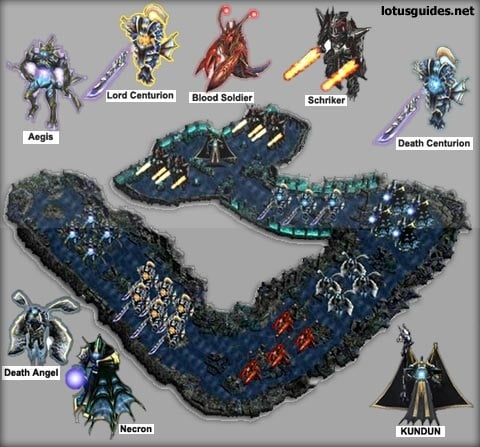 lotusguides.net
Aegis
Lord Centurion
Blood Soldier
Schriker
Death Centurion
Death Angel
Necron
KUNDUN